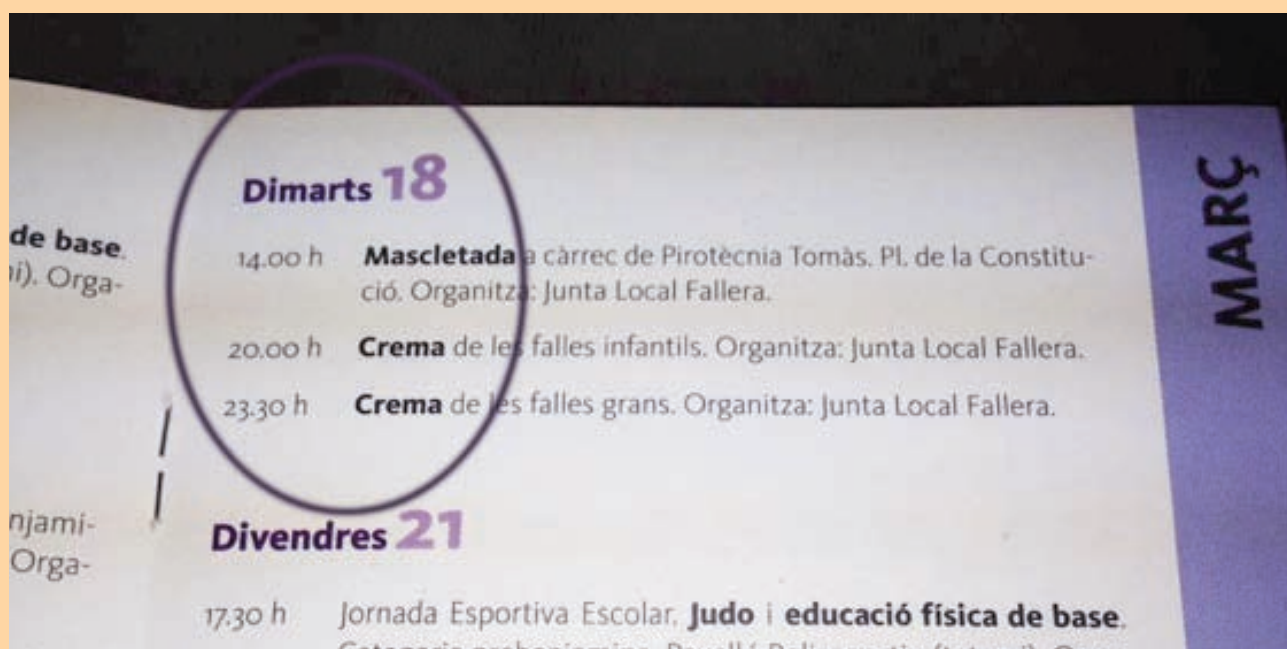 de base.
ni). Orga-
njami-
Orga-
Dimarts 18
14.00 h Mascletada a càrrec de Pirotècnia Tomàs. Pl. de la Constitu-
ció. Organitza: Junta Local Fallera.
20.00 h Crema de les falles infantils. Organitza: Junta Local Fallera.
23.30 h Crema de les falles grans. Organitza: Junta Local Fallera.
Divendres 21
17.30 h Jornada Esportiva Escolar. Judo i educació física de base.
MARÇ